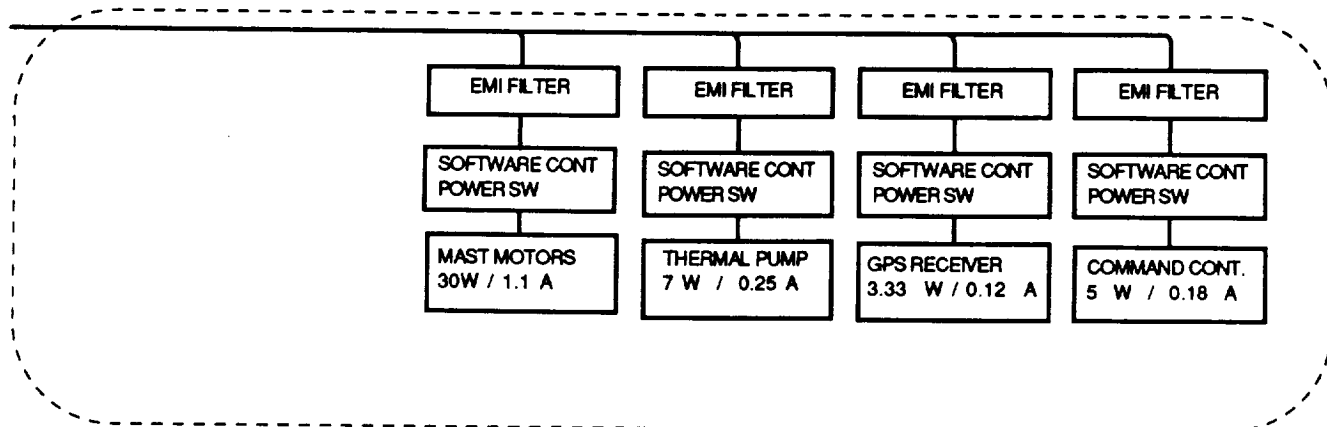 EMI FILTER
EMI FILTER
EMI FILTER
EMI FILTER
SOFTWARE CONT
POWER SW
SOFTWARE CONT
POWER SW
SOFTWARE CONT
POWER SW
SOFTWARE CONT
POWER SW
MAST MOTORS
30W / 1.1 A
THERMAL PUMP
7 W / 0.25 A
GPS RECEIVER
3.33 W / 0.12 A
COMMAND CONT.
5 W / 0.18 A